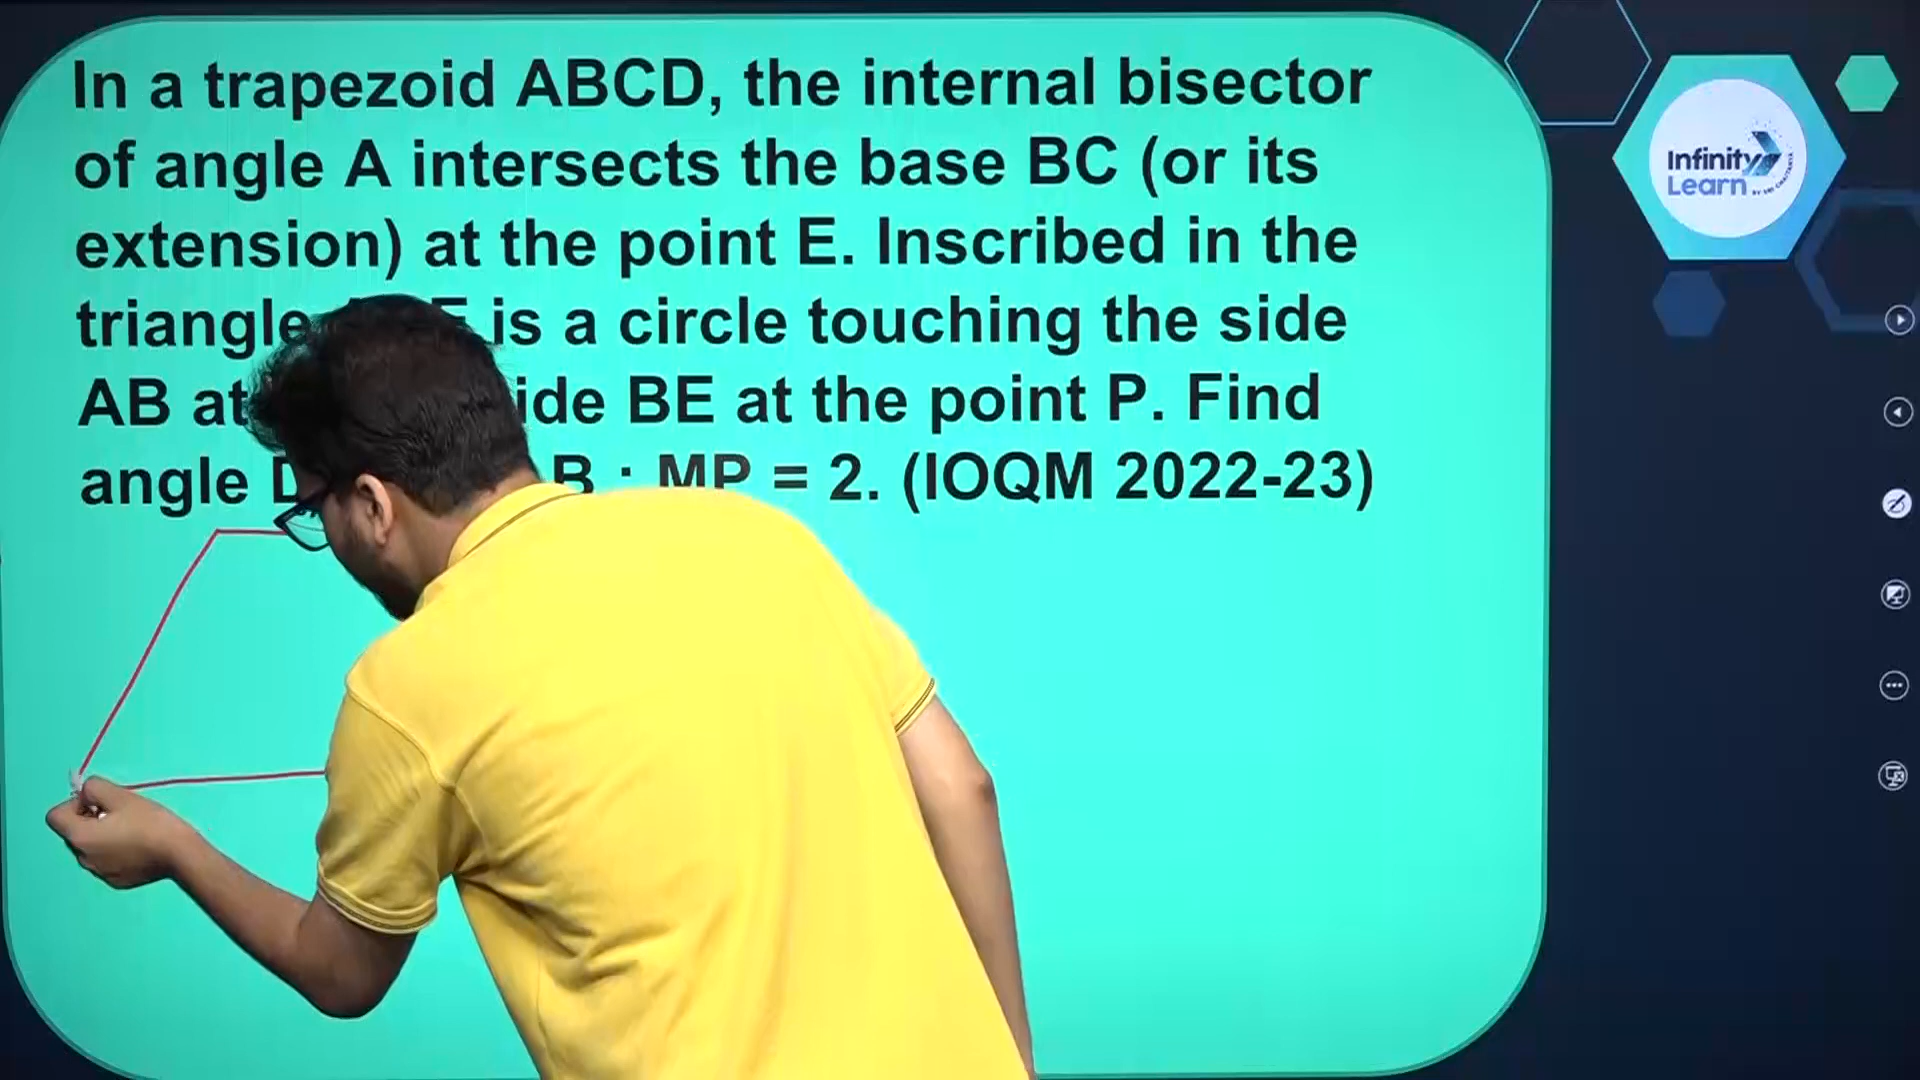 In a trapezoid ABCD, the internal bisector
of angle A intersects the base BC (or its
extension) at the point E. Inscribed in the
triangle is a circle touching the side
AB at BE at the point P. Find
angle : MP = 2. (IOQM 2022-23)
Infinity
Learn